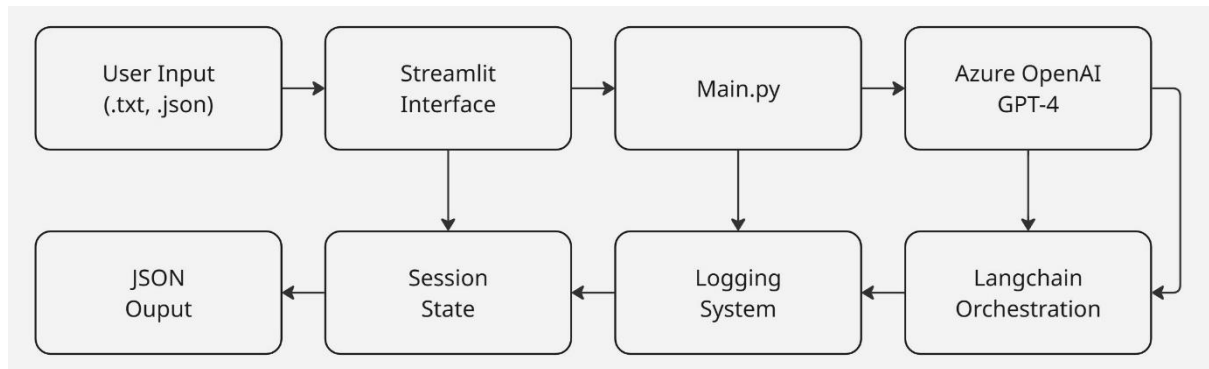 User Input
(.txt, .json)
Streamlit
Interface
Main.py
Azure OpenAI
GPT-4
JSON
Ouput
Session
State
Logging
System
Langchain
Orchestration